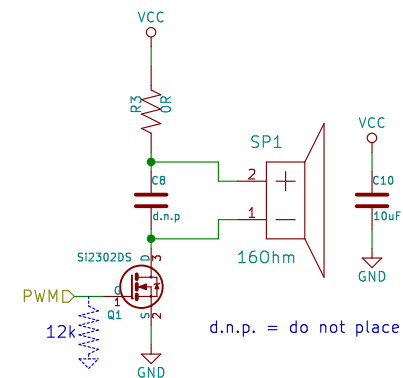 VCC
R3
0R
SP1
VCC
C8
2
C10
d.n.p
1
10uF
Si2302DS
D
3
16Ohm
GND
PWM
G
1
Q1
S
2
12k
d.n.p. = do not place
GND